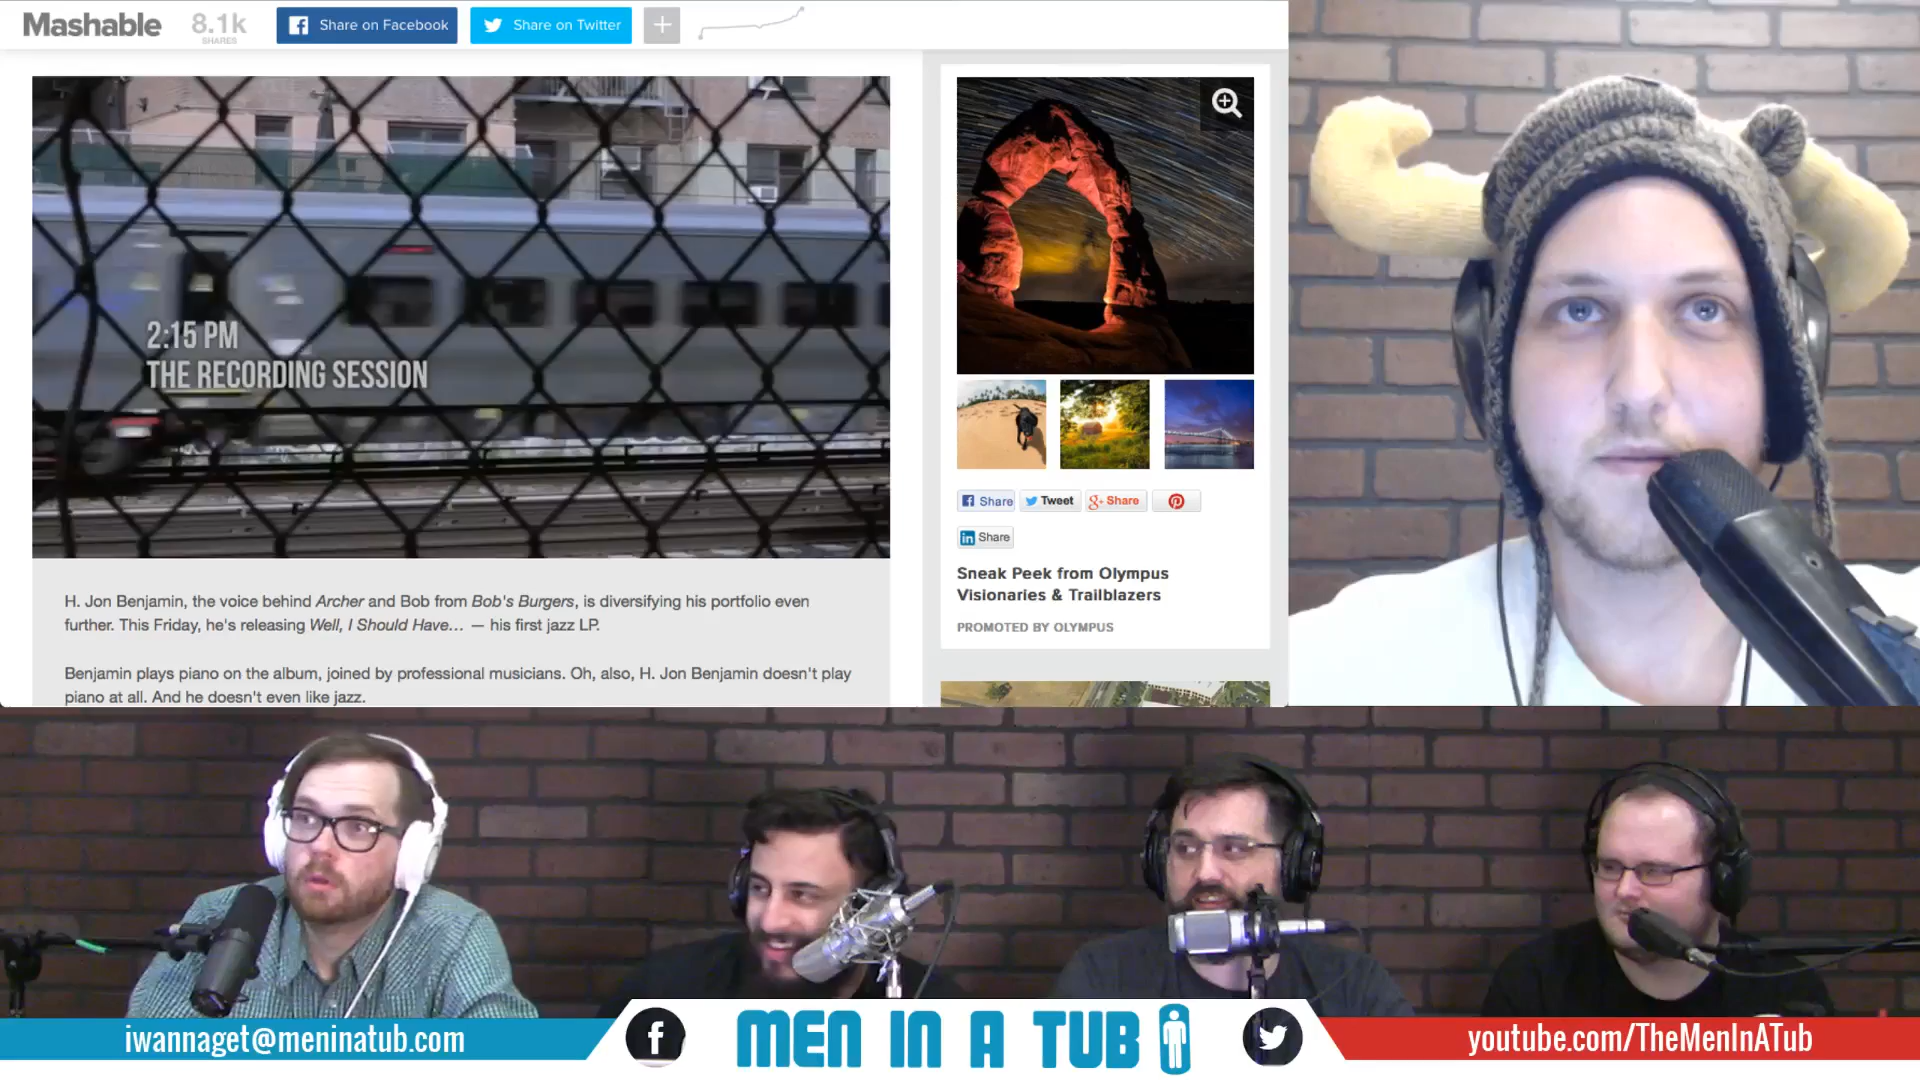 Mashable
8.1k
SHARES
Share on Facebook
Share on Twitter
2:15 PM
THE RECORDING SESSION
H. Jon Benjamin, the voice behind Archer and Bob from Bob's Burgers, is diversifying his portfolio even
further. This Friday, he's releasing Well, I Should Have... — his first jazz LP.
Benjamin plays piano on the album, joined by professional musicians. Oh, also, H. Jon Benjamin doesn't play
piano at all. And he doesn't even like jazz.
Share
Tweet
Share
Share
Sneak Peek from Olympus
Visionaries & Trailblazers
PROMOTED BY OLYMPUS
iwannaget@meninatub.com
MEN IN A TUB
youtube.com/TheMenInATub